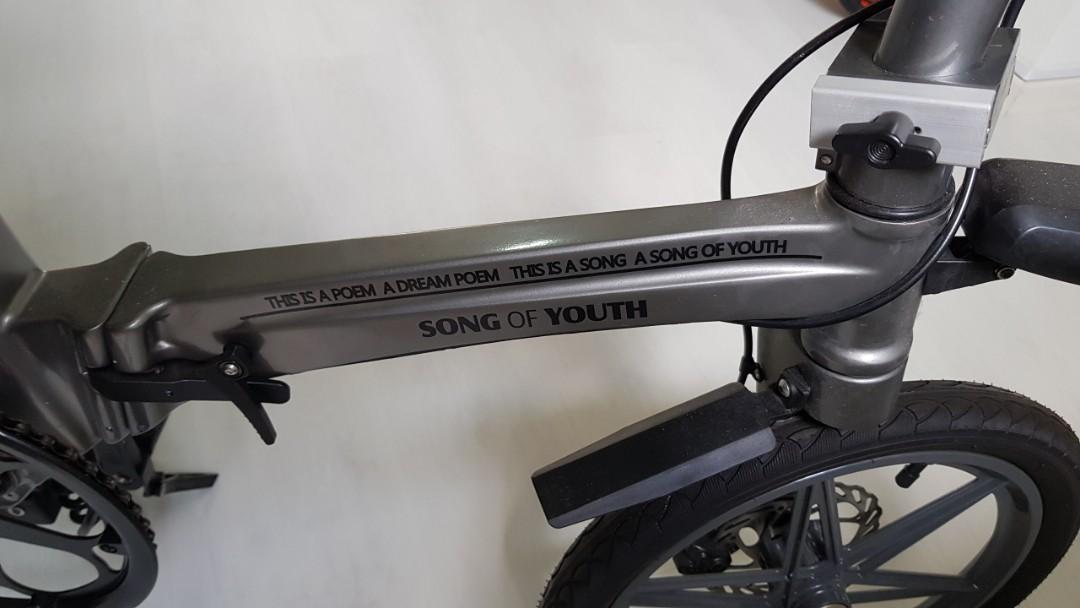 THIS IS A POEM A DREAM POEM THIS IS A SONG A SONG OF YOUTH
SONG OF YOUTH